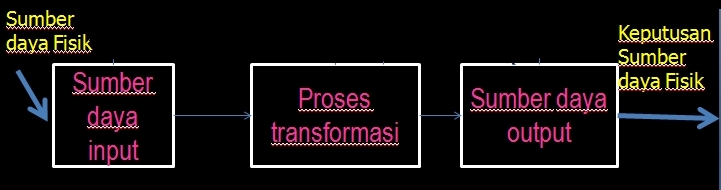 Sumber
daya Fisik
Sumber
daya
input
Proses
transformasi
Sumber daya
output
Keputusan
Sumber
daya Fisik